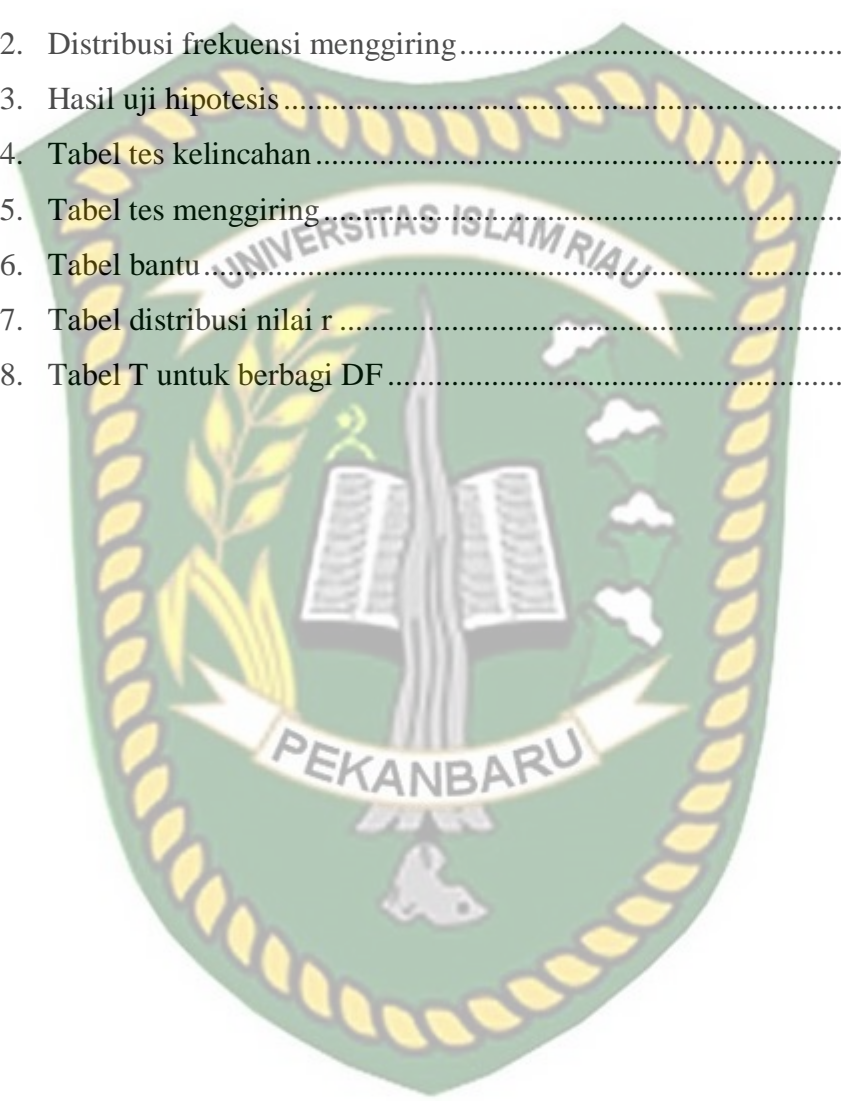 2. Distribusi frekuensi menggiring..................................................
3. Hasil uji hipotesis..........................................................................
4. Tabel tes kelincahan......................................................................
5. Tabel tes menggiring.....................................................................
6. Tabel bantu....................................................................................
7. Tabel distribusi nilai r...................................................................
8. Tabel T untuk berbagi DF.............................................................
UNIVERSITAS ISLAM RIAU
PEKANBARU